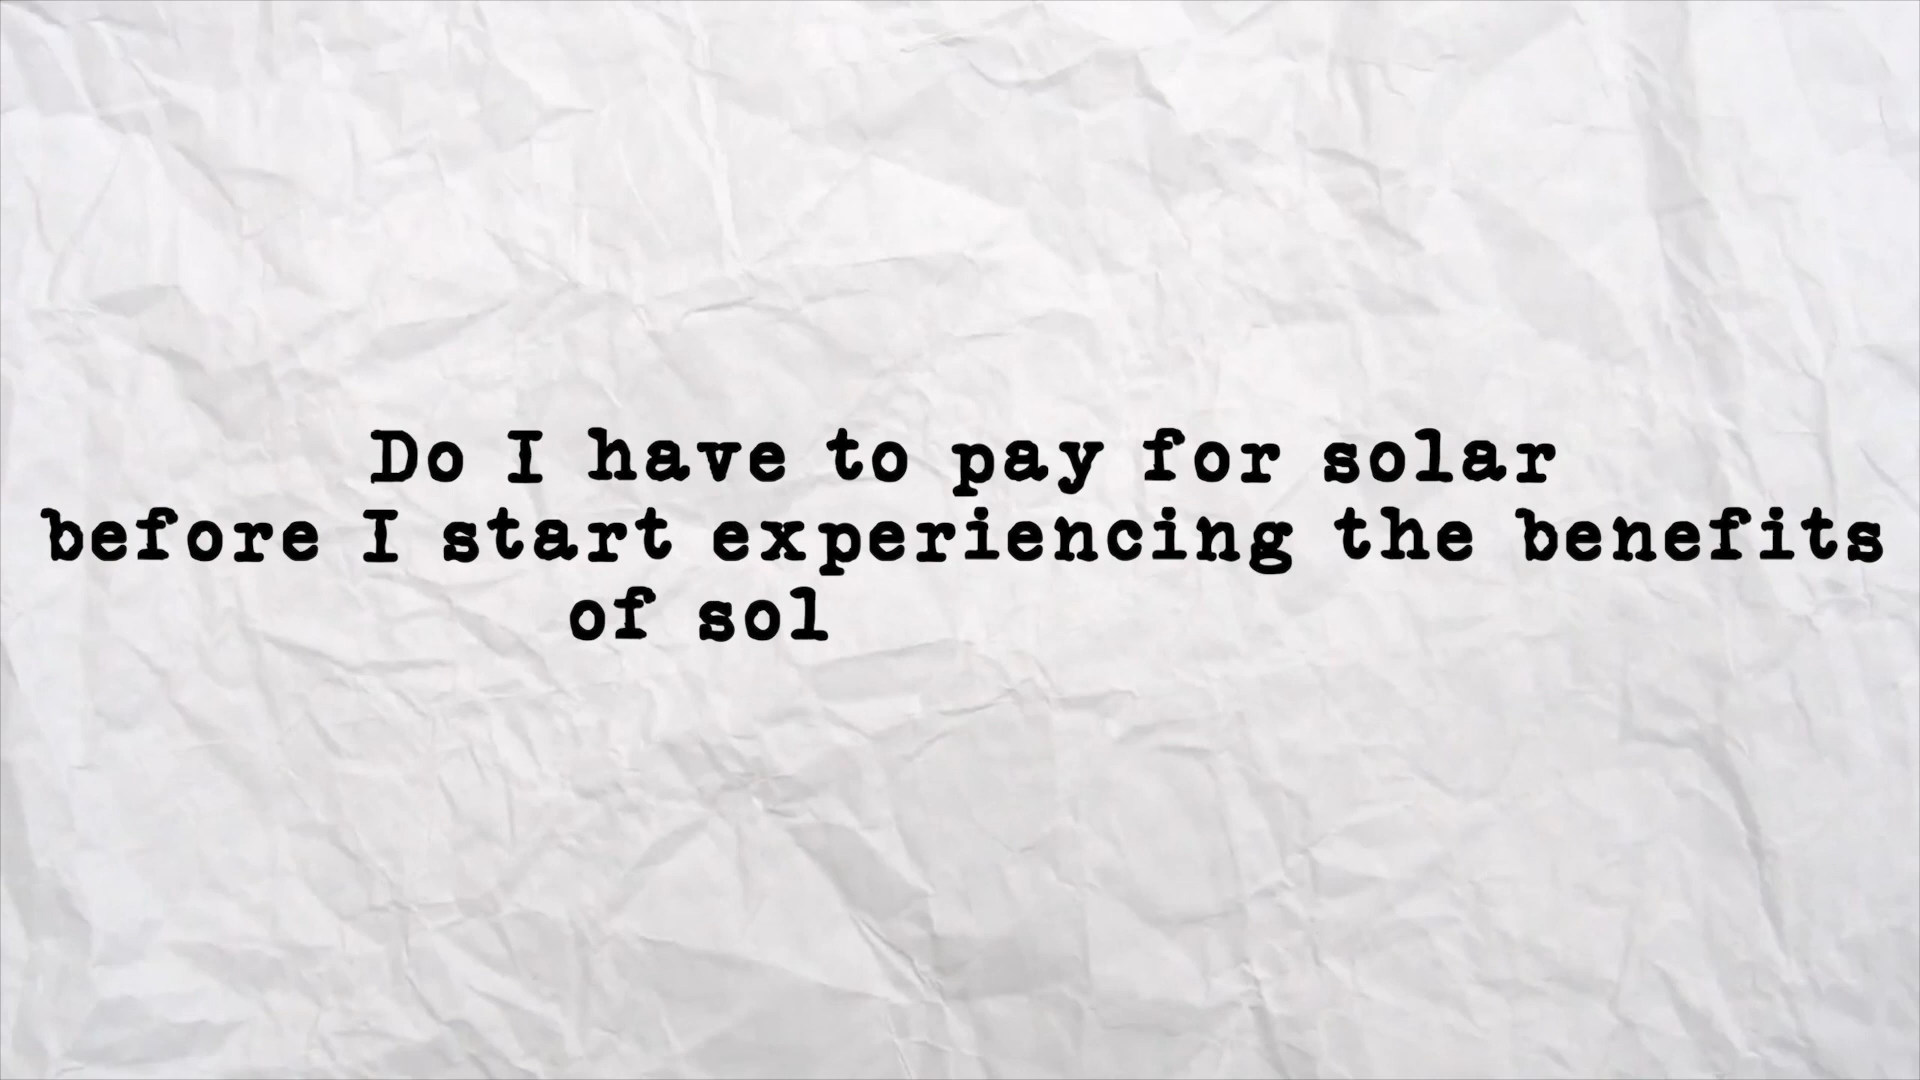 Do I have to pay for solar
before I start experiencing the benefits
of sol